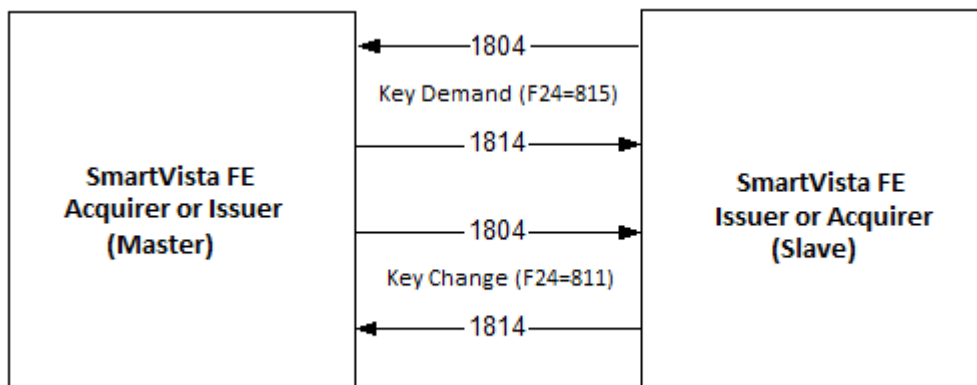 1804
Key Demand (F24=815)
1814
SmartVista FE
Acquirer or Issuer
(Master)
SmartVista FE
Issuer or Acquirer
(Slave)
1804
Key Change (F24=811)
1814